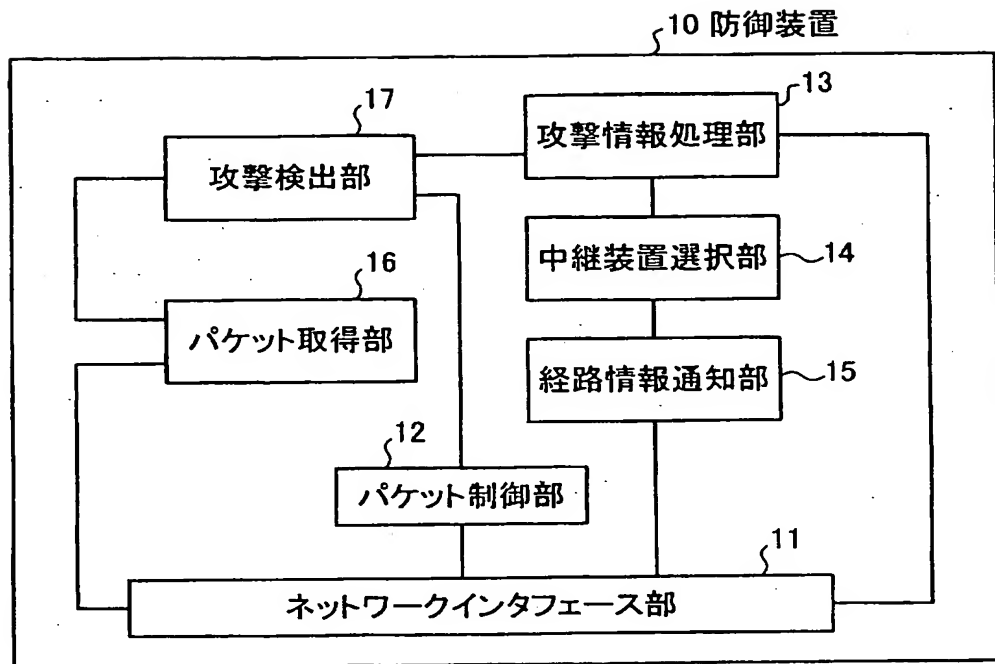 10 防御装置
17
攻撃検出部
13
攻撃情報処理部
中継装置選択部
14
16
パケット取得部
経路情報通知部
15
12
パケット制御部
11
ネットワークインタフェース部